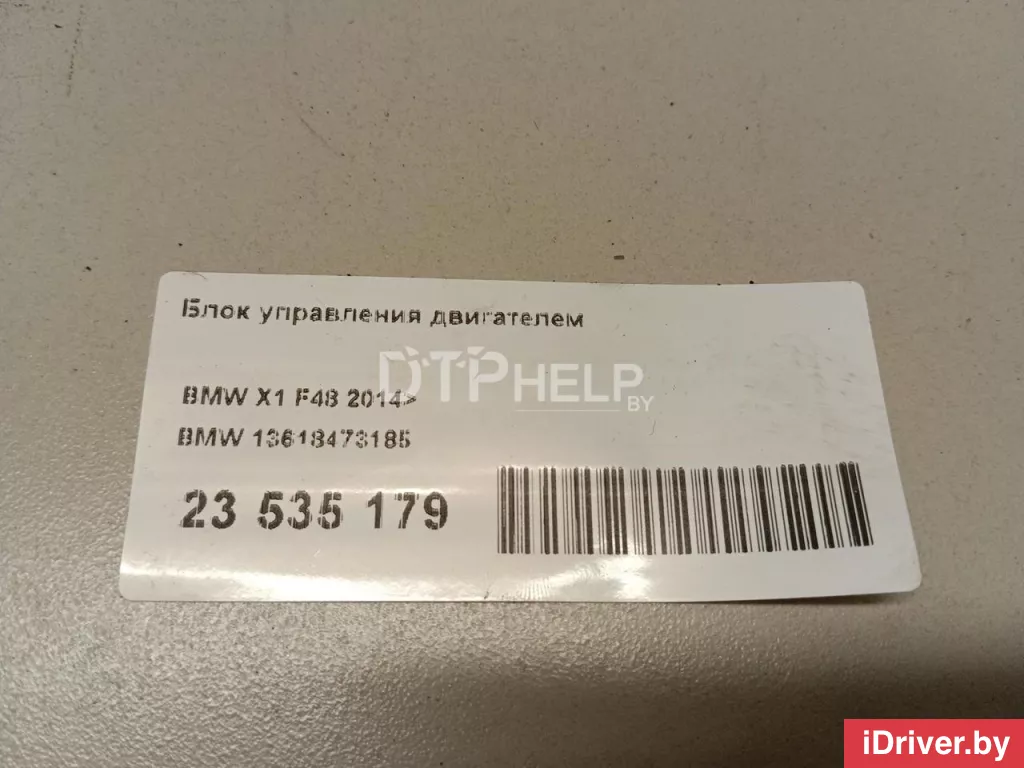 Блок управления двигателем
DTPHELP.BY
BMW X1 F48 2014>
BMW 13618473185
23 535 179
iDriver.by